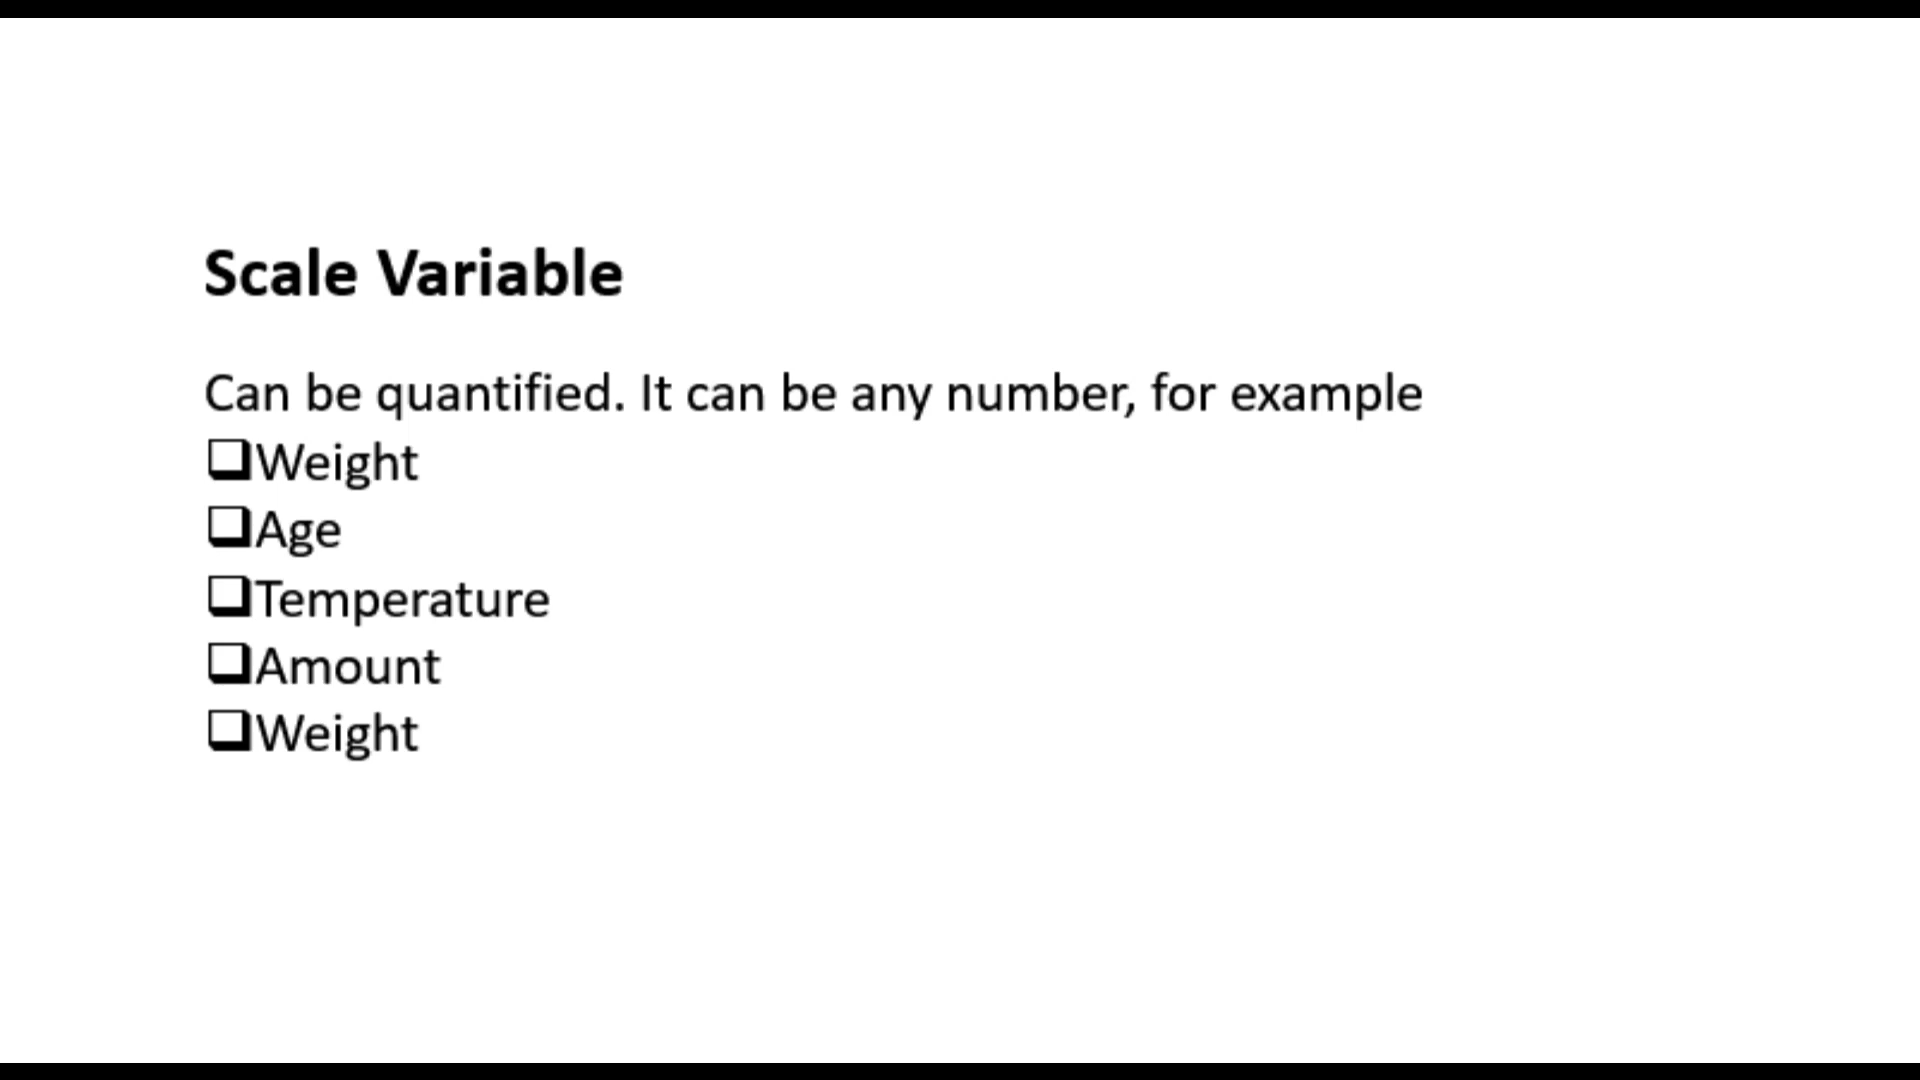 Scale Variable
Can be quantified. It can be any number, for example
❑Weight
❑Age
❑Temperature
❑Amount
❑Weight